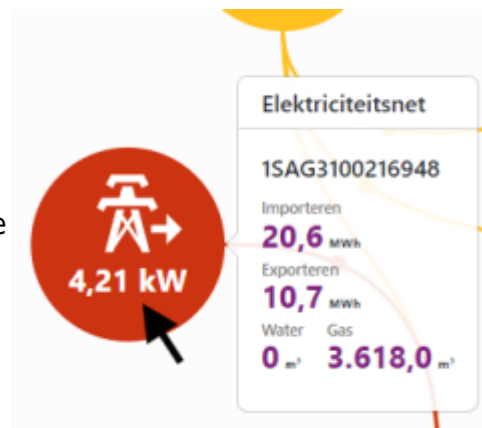 Elektriciteitsnet
1SAG3100216948
Importeren
20,6 MWh
Exporteren
10,7 MWh
Water Gas
0 m³ 3.618,0 m³
e
4,21 kW